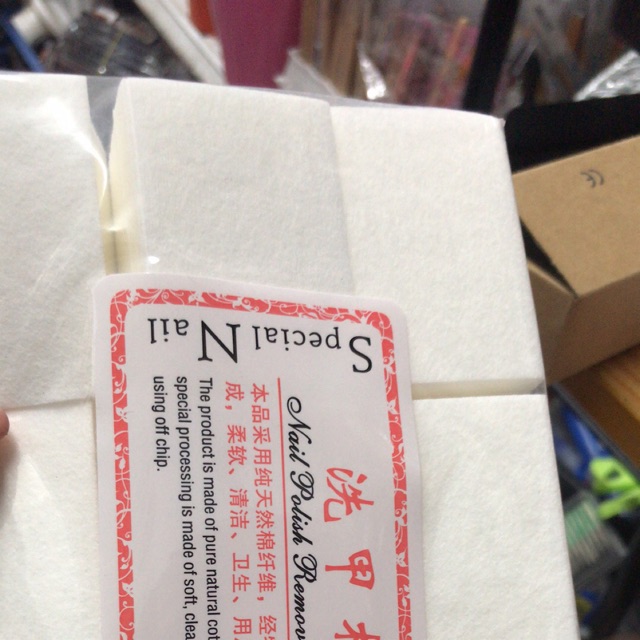 Special Nail
洗甲
Nail Polish Remov
本品采用纯天然棉纤维，经
成，柔软、清洁、卫生、用
The product is made of pure natural cot
special processing is made of soft, clea
using off chip.